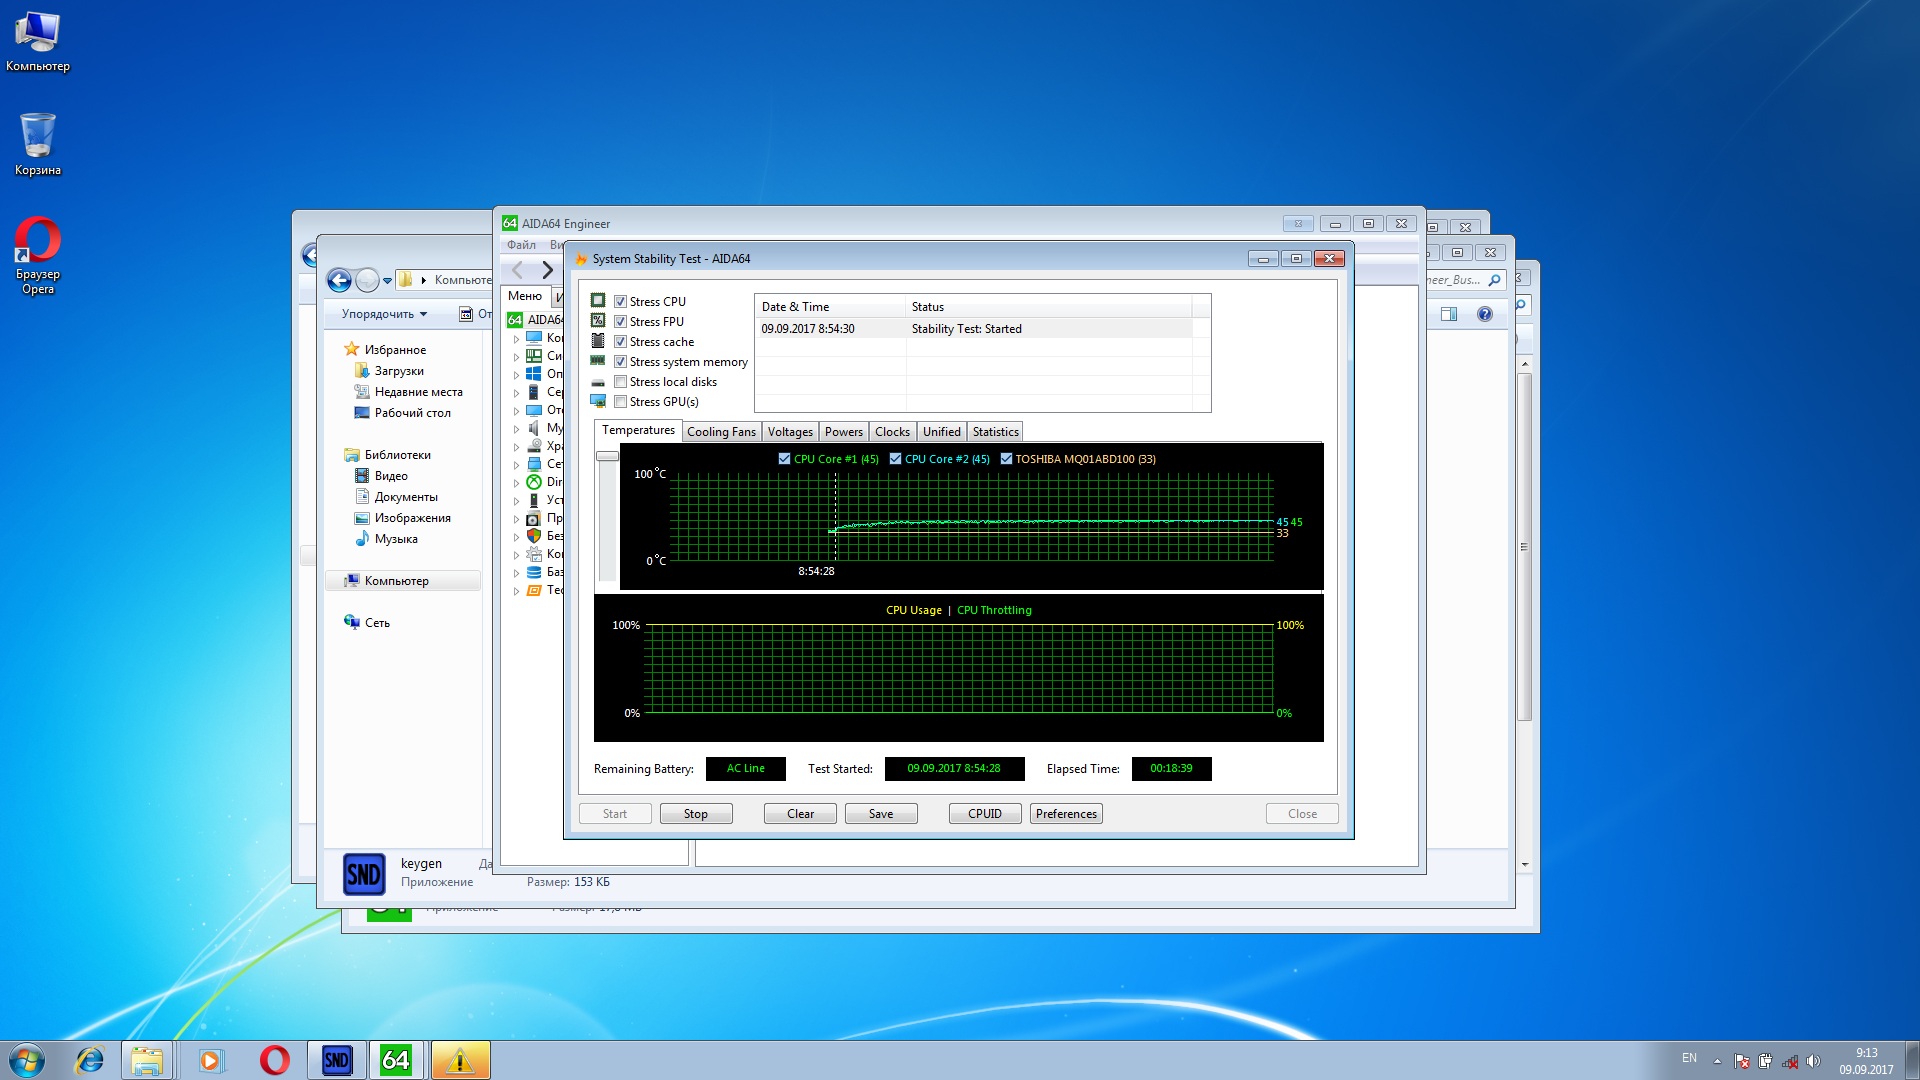 Компьютер
Корзина
Браузер
Opera
64 AIDA64 Engineer
Файл
System Stability Test - AIDA64
Компьюте
Упорядочить
Меню
64 AIDA6
Избранное
Загрузки
Недавние места
Рабочий стол
Библиотеки
Видео
Документы
Изображения
Музыка
Компьютер
Сеть
Stress CPU
Stress FPU
Stress cache
Stress system memory
Stress local disks
Stress GPU(s)
Date & Time Status
09.09.2017 8:54:30 Stability Test: Started
Temperatures Cooling Fans Voltages Powers Clocks Unified Statistics
CPU Core #1 (45) CPU Core #2 (45) TOSHIBA MQ01ABD100 (33)
100°C
45 45
33
0°C
8:54:28
CPU Usage | CPU Throttling
100% 100%
0% 0%
Remaining Battery: AC Line Test Started: 09.09.2017 8:54:28 Elapsed Time: 00:18:39
Start Stop Clear Save CPUID Preferences Close
neer_Bus...
SND
keygen
Приложение Размер: 153 КБ
SND 64
EN
9:13
09.09.2017